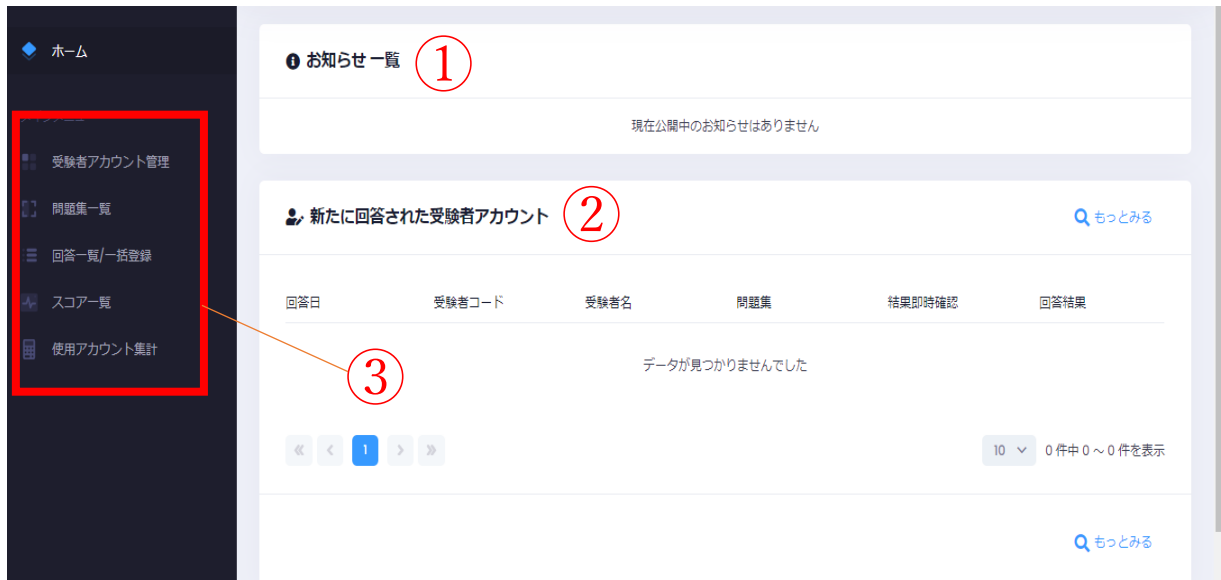 ホーム
受験者アカウント管理
問題集一覧
回答一覧/一括登録
スコア一覧
使用アカウント集計
お知らせ一覧 ①
現在公開中のお知らせはありません
新たに回答された受験者アカウント ②
もっとみる
回答日 受験者コード 受験者名 問題集 結果即時確認 回答結果
データが見つかりませんでした
③
« ‹ 1 › »
10 0 件中 0 ～ 0 件を表示
もっとみる